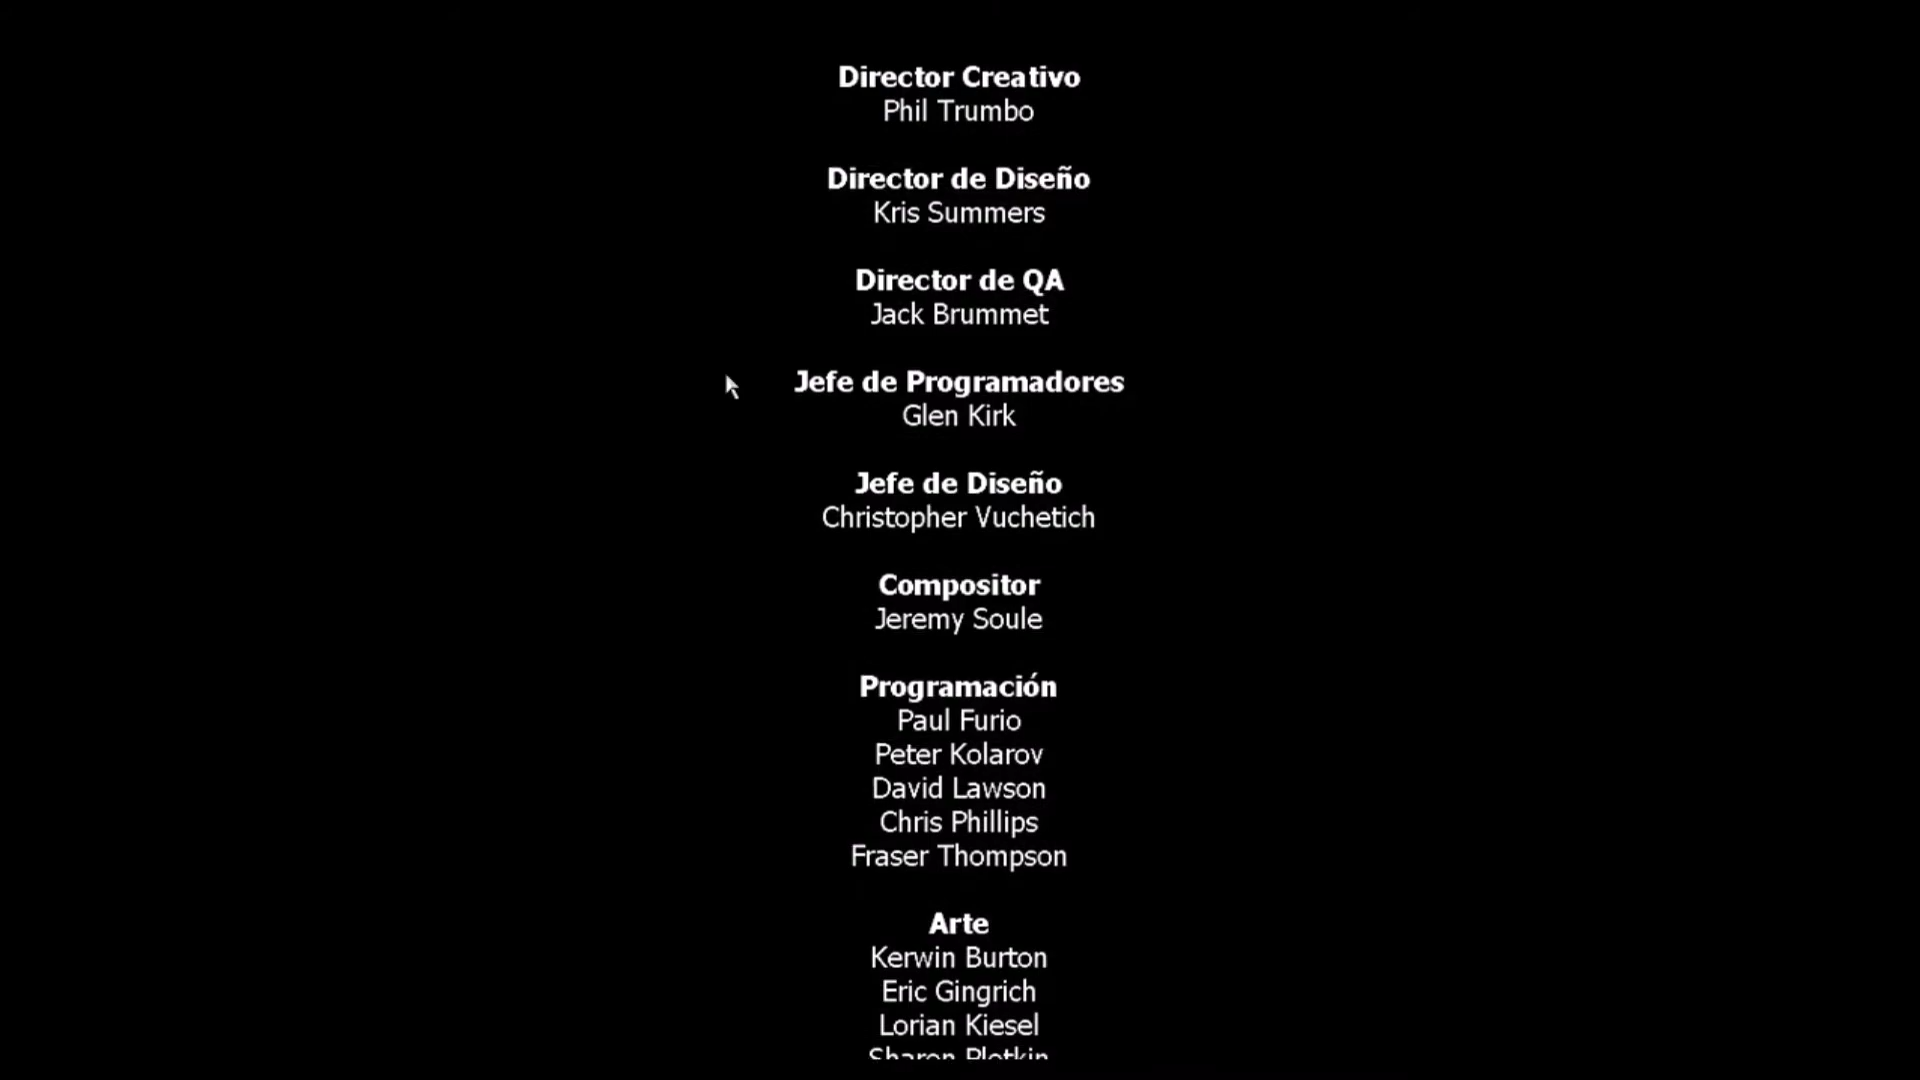 Director Creativo
Phil Trumbo
Director de Diseño
Kris Summers
Director de QA
Jack Brummet
Jefe de Programadores
Glen Kirk
Jefe de Diseño
Christopher Vuchetich
Compositor
Jeremy Soule
Programación
Paul Furio
Peter Kolarov
David Lawson
Chris Phillips
Fraser Thompson
Arte
Kerwin Burton
Eric Gingrich
Lorian Kiesel
Sharon Plotkin